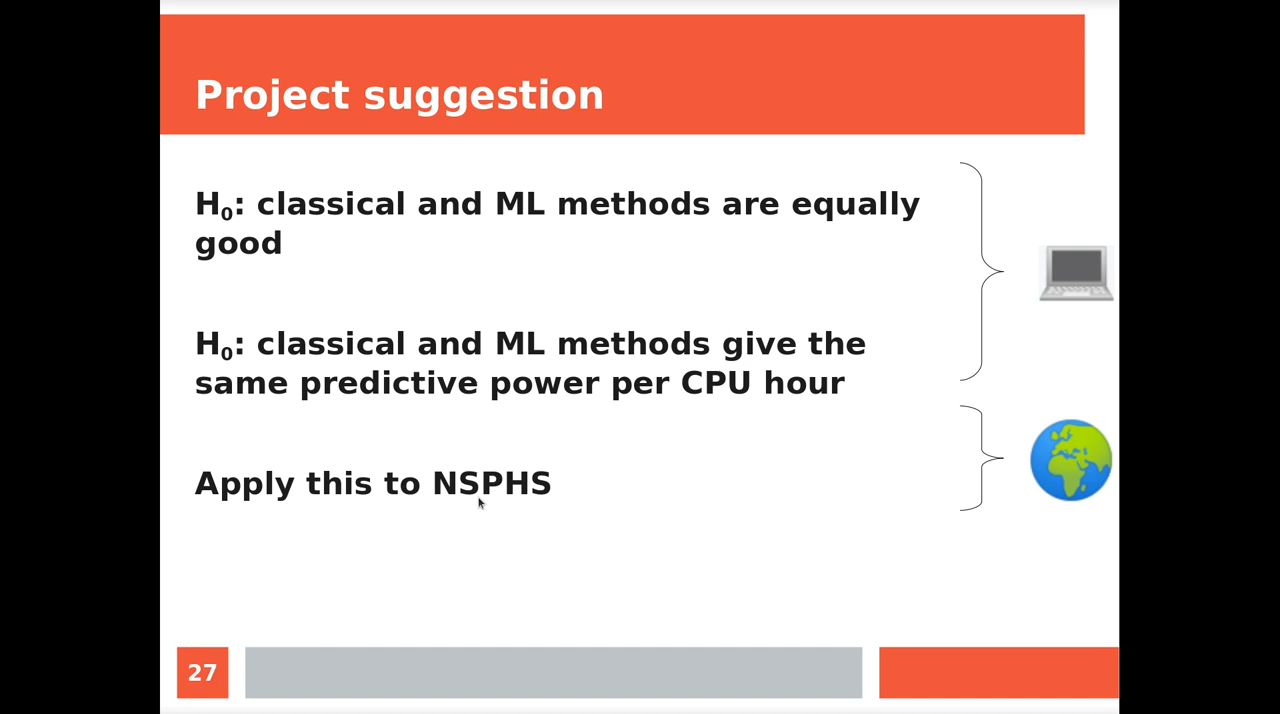 Project suggestion
H₀: classical and ML methods are equally
good
H₀: classical and ML methods give the
same predictive power per CPU hour
Apply this to NSPHS
27